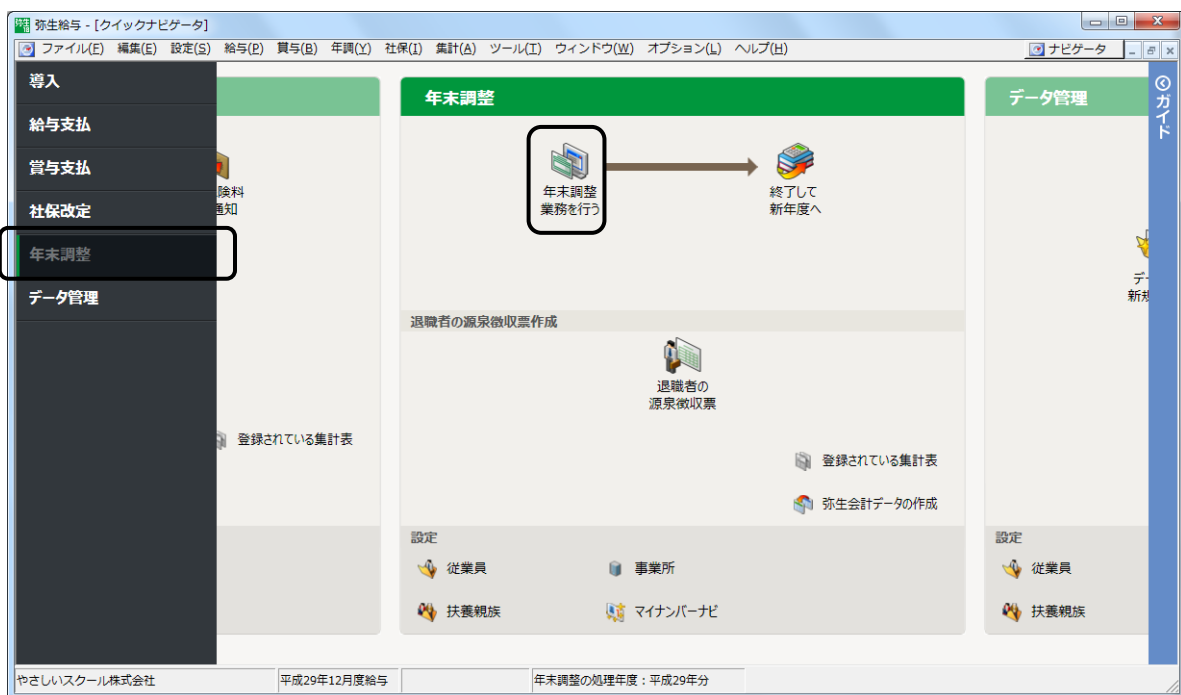 弥生給与 - [クイックナビゲータ]
ファイル(F) 編集(E) 設定(S) 給与(P) 賞与(B) 年調(Y) 社保(I) 集計(A) ツール(T) ウィンドウ(W) オプション(L) ヘルプ(H) ナビゲータ
導入
給与支払
賞与支払
社保改定
年末調整
データ管理
険料
通知
登録されている集計表
年末調整
年末調整
業務を行う
終了して
新年度へ
退職者の源泉徴収票作成
退職者の
源泉徴収票
登録されている集計表
弥生会計データの作成
設定
従業員
事業所
扶養親族
マイナンバーナビ
データ管理
デー
新規
設定
従業員
扶養親族
ガイド
やさしいスクール株式会社
平成29年12月度給与
年末調整の処理年度：平成29年分